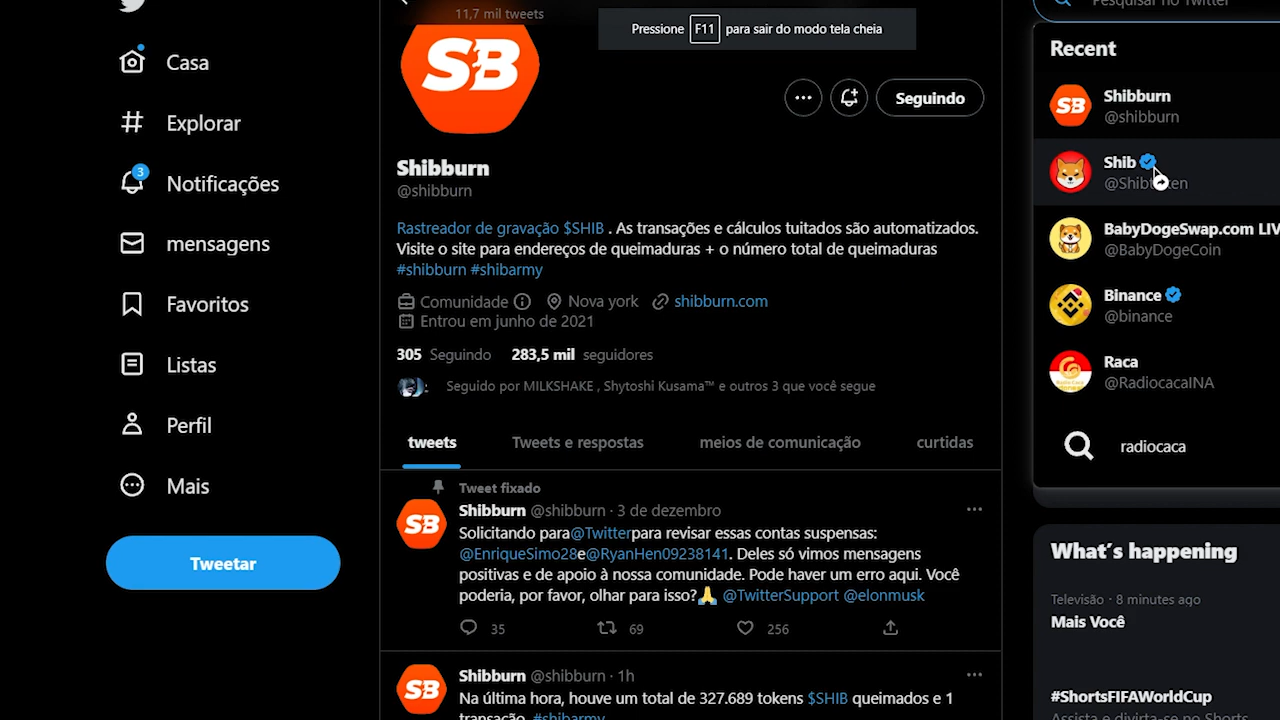 Casa
Explorar
3
Notificações
mensagens
Favoritos
Listas
Perfil
Mais
Tweetar
11,7 mil tweets
Pressione F11 para sair do modo tela cheia
SB
Seguindo
Shibburn
@shibburn
Rastreador de gravação $SHIB . As transações e cálculos tuitados são automatizados.
Visite o site para endereços de queimaduras + o número total de queimaduras
#shibburn #shibarmy
Comunidade Nova york shibburn.com
Entrou em junho de 2021
305 Seguindo 283,5 mil seguidores
Seguido por MILKSHAKE , Shytoshi Kusama™ e outros 3 que você segue
tweets Tweets e respostas meios de comunicação curtidas
Tweet fixado
SB
Shibburn @shibburn · 3 de dezembro
Solicitando para@Twitterpara revisar essas contas suspensas:
@EnriqueSimo28e@RyanHen09238141. Deles só vimos mensagens
positivas e de apoio à nossa comunidade. Pode haver um erro aqui. Você
poderia, por favor, olhar para isso?🙏 @TwitterSupport @elonmusk
35 69 256
SB
Shibburn @shibburn · 1h
Na última hora, houve um total de 327.689 tokens $SHIB queimados e 1
transação. #shibarmy
Pesquisar no Twitter
Recent
SB
Shibburn
@shibburn
Shib
BabyDogeSwap.com LIV
@BabyDogeCoin
Binance
@binance
Raca
@RadiocacaINA
radiocaca
What's happening
Televisão · 8 minutes ago
Mais Você
#ShortsFIFAWorldCup
Assista e divirta-se no Shorts